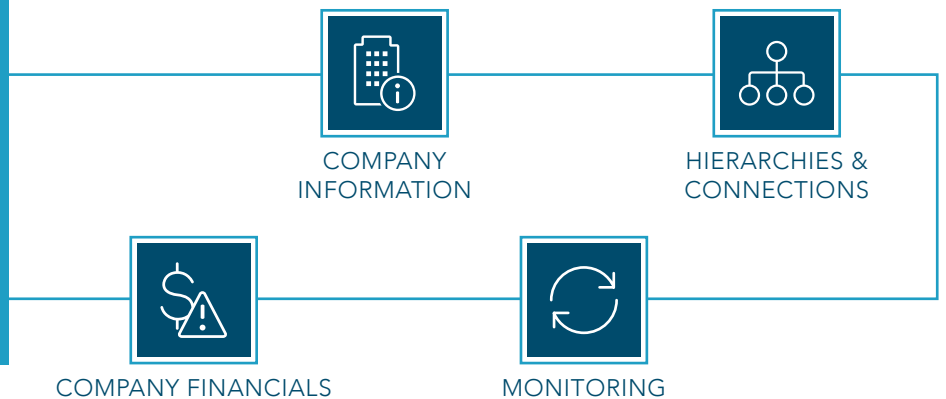 COMPANY
INFORMATION
HIERARCHIES &
CONNECTIONS
COMPANY FINANCIALS
MONITORING